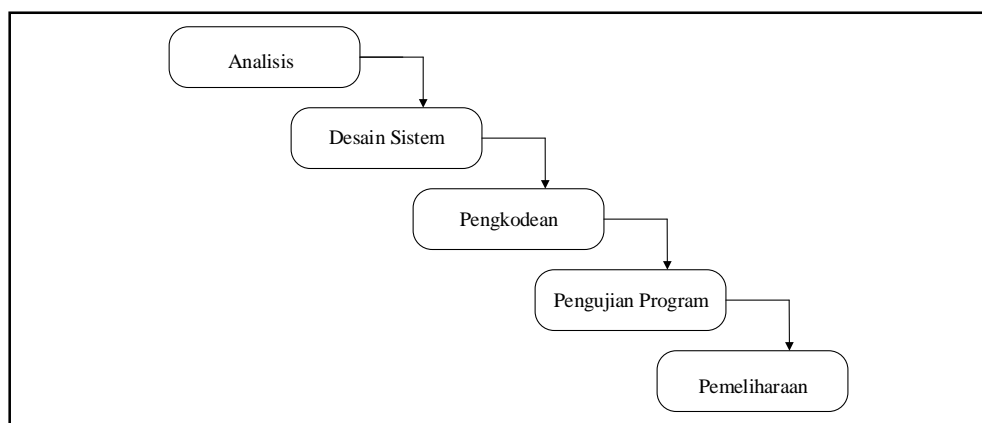 Analisis
Desain Sistem
Pengkodean
Pengujian Program
Pemeliharaan